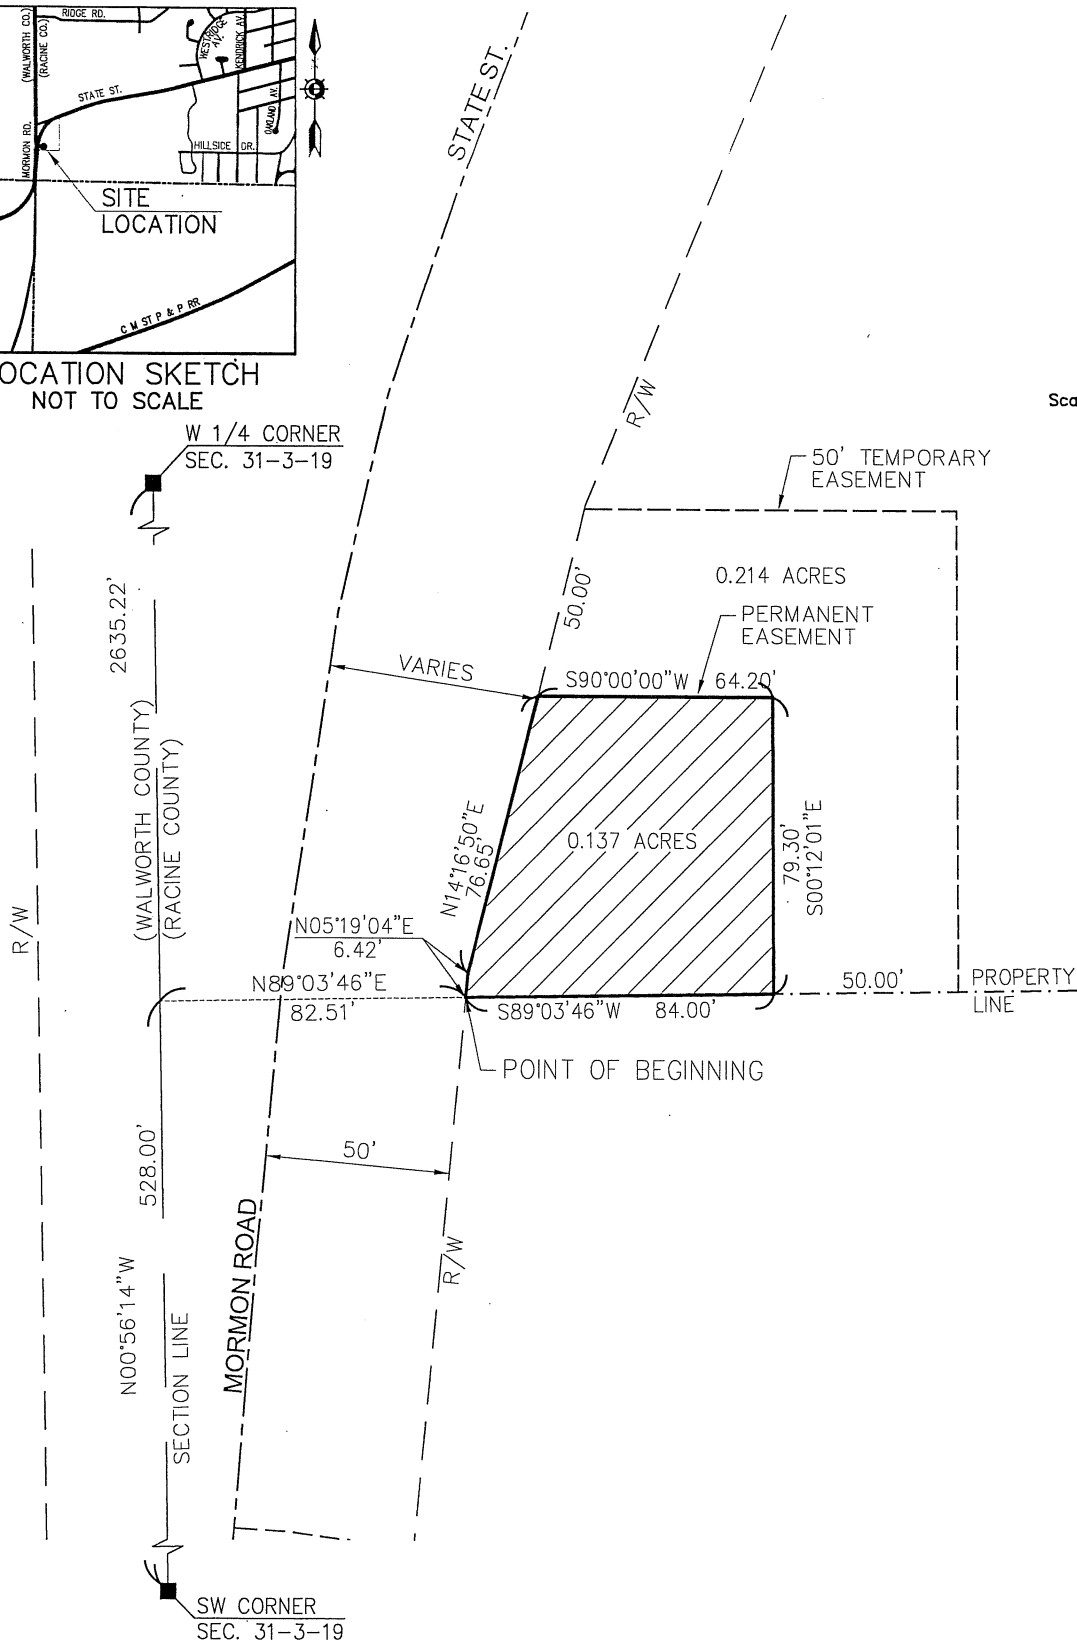 RIDGE RD.
(WALWORTH CO.)
(RACINE CO.)
WESTRIDGE
AV.
KENDRICK AV.
STATE ST.
OAKLAND AV.
MORMON RD.
HILLSIDE DR.
SITE
LOCATION
C M ST P & P RR
OCATION SKETCH
NOT TO SCALE
STATE ST.
R/W
Sca
W 1/4 CORNER
SEC. 31-3-19
50' TEMPORARY
EASEMENT
2635.22'
50.00'
0.214 ACRES
PERMANENT
EASEMENT
VARIES
S90°00'00"W 64.20'
(WALWORTH COUNTY)
(RACINE COUNTY)
R/W
N14°16'50"E
76.65'
0.137 ACRES
79.30'
S00°12'01"E
N05°19'04"E
6.42'
N89°03'46"E
82.51'
S89°03'46"W 84.00'
50.00'
PROPERTY
LINE
POINT OF BEGINNING
528.00'
50'
N00°56'14"W
SECTION LINE
MORMON ROAD
R/W
SW CORNER
SEC. 31-3-19